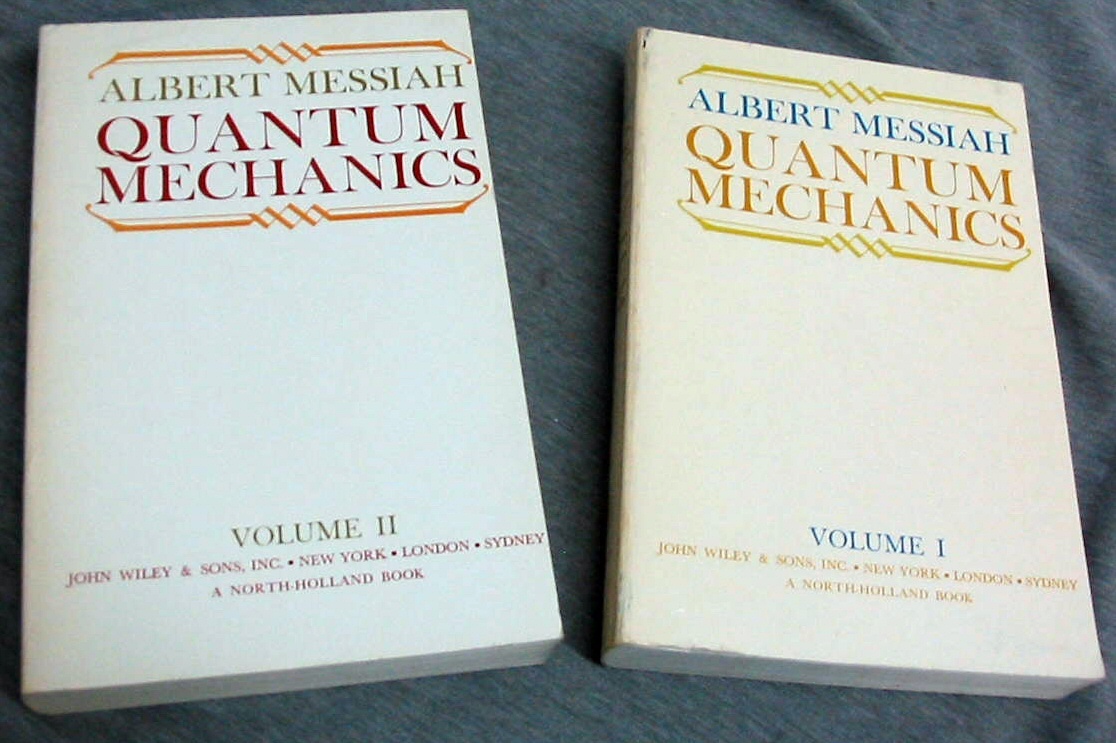 ALBERT MESSIAH
QUANTUM
MECHANICS
VOLUME II
JOHN WILEY & SONS, INC. • NEW YORK • LONDON • SYDNEY
A NORTH-HOLLAND BOOK
ALBERT MESSIAH
QUANTUM
MECHANICS
VOLUME I
JOHN WILEY & SONS, INC. • NEW YORK • LONDON • SYDNEY
A NORTH-HOLLAND BOOK